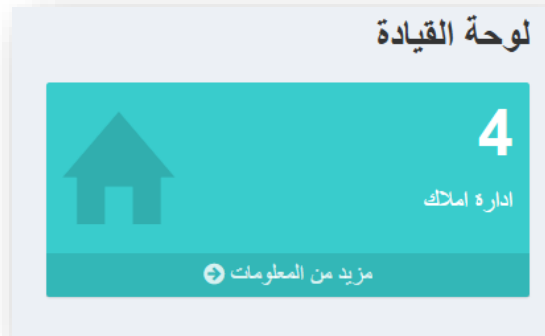 لوحة القيادة
4
ادارة املاك
مزيد من المعلومات